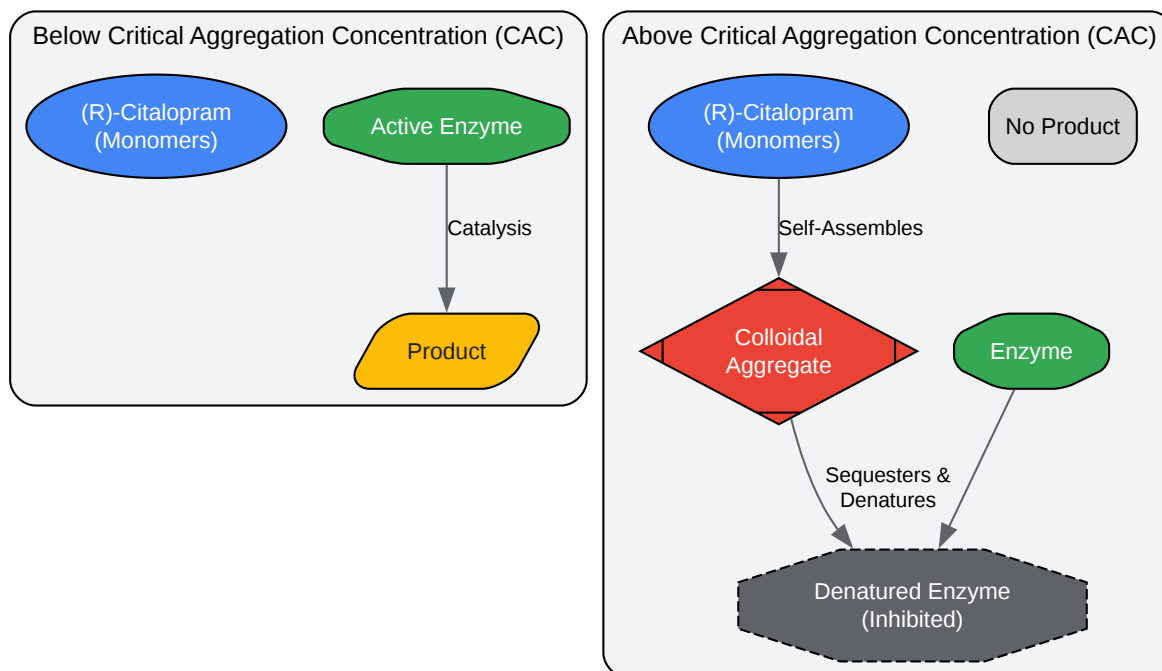 Below Critical Aggregation Concentration (CAC)
(R)-Citalopram
(Monomers)
Active Enzyme
Catalysis
Product
Above Critical Aggregation Concentration (CAC)
(R)-Citalopram
(Monomers)
No Product
Self-Assembles
Colloidal
Aggregate
Enzyme
Sequesters &
Denatures
Denatured Enzyme
(Inhibited)